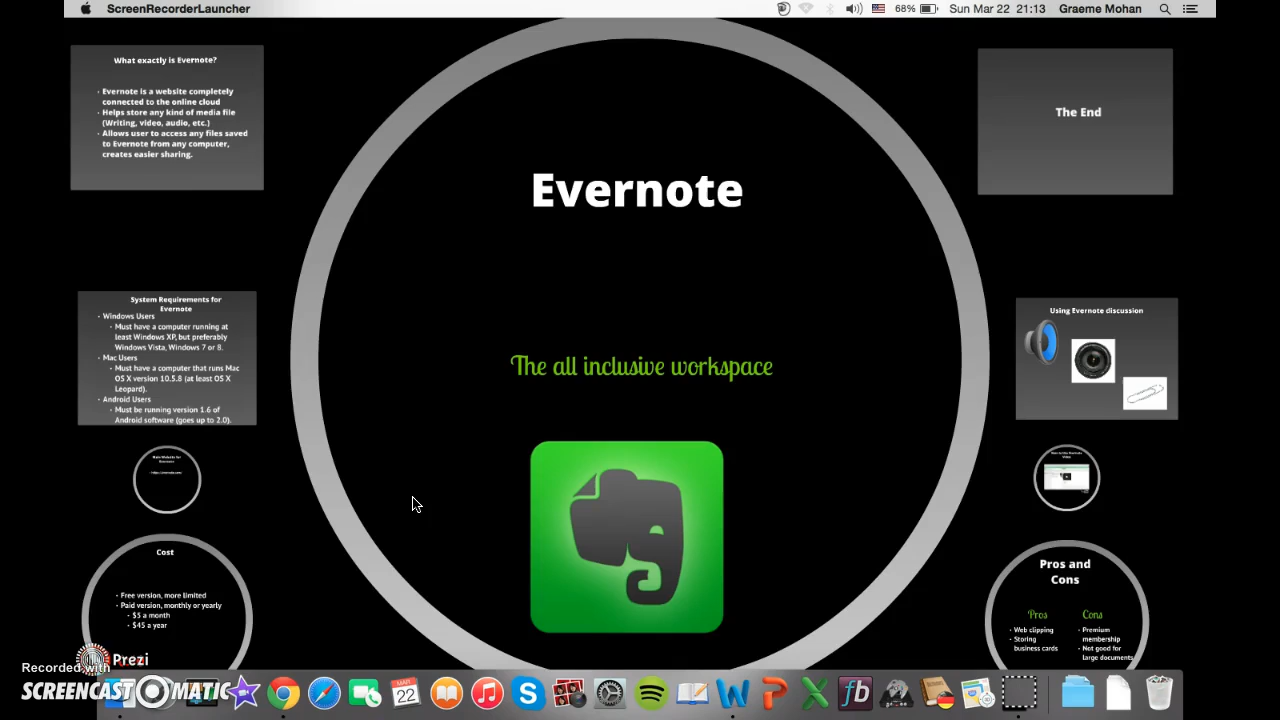 ScreenRecorderLauncher
68%
Sun Mar 22 21:13
Graeme Mohan
What exactly is Evernote?
· Evernote is a website completely
connected to the online cloud
· Helps store any kind of media file
(Writing, video, audio, etc.)
· Allows user to access any files saved
to Evernote from any computer,
creates easier sharing.
System Requirements for
Evernote
· Windows Users
· Must have a computer running at
least Windows XP, but preferably
Windows Vista, Windows 7 or 8.
· Mac Users
· Must have a computer that runs Mac
OS X version 10.5.8 (at least OS X
Leopard).
· Android Users
· Must be running version 1.6 of
Android software (goes up to 2.0).
Main Website for
Evernote
Cost
· Free version, more limited
· Paid version, monthly or yearly
· $5 a month
· $45 a year
Evernote
The all inclusive workspace
The End
Using Evernote discussion
Video
Pros and
Cons
Pros
· Web clipping
· Storing
business cards
Cons
· Premium
membership
· Not good for
large documents
Prezi
Recorded with
SCREENCAST-O-MATIC
MAR
22